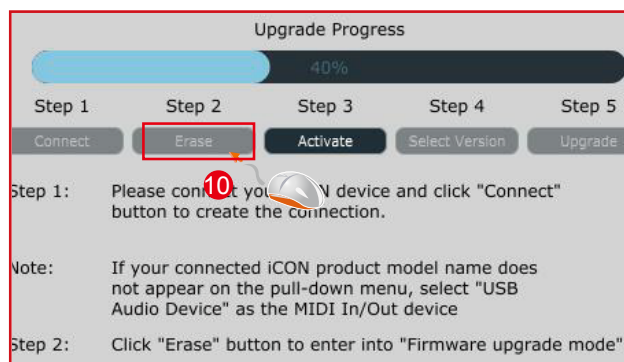 Upgrade Progress
40%
Step 1 Step 2 Step 3 Step 4 Step 5
Connect Erase Activate Select Version Upgrade
10
Step 1: Please connect you ON device and click "Connect"
button to create the connection.
Note: If your connected iCON product model name does
not appear on the pull-down menu, select "USB
Audio Device" as the MIDI In/Out device
Step 2: Click "Erase" button to enter into "Firmware upgrade mode"